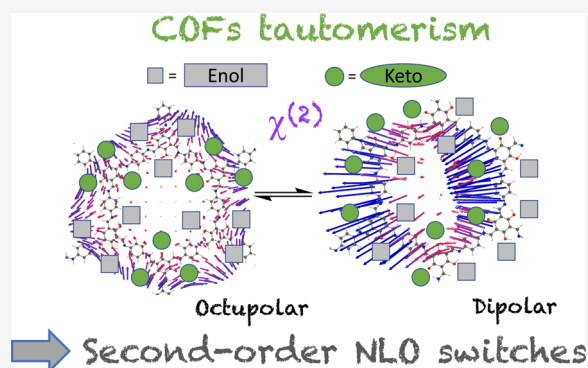 COFs tautomerism
= Enol = Keto
χ(2)
Octupolar Dipolar
Second-order NLO switches